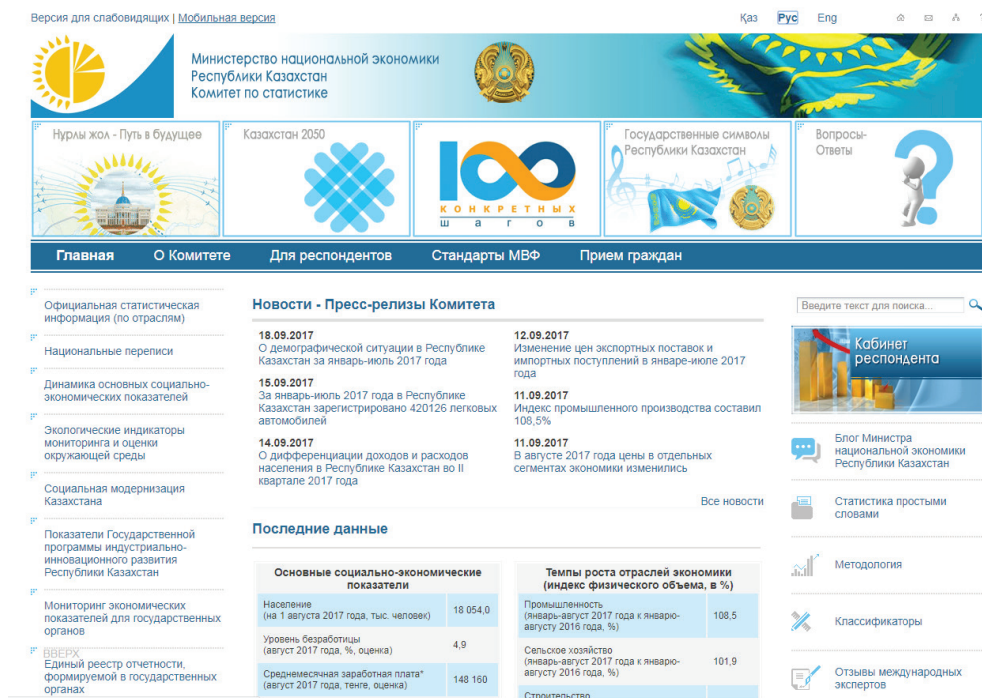 Версия для слабовидящих | Мобильная версия
Қаз Рус Eng
Министерство национальной экономики
Республики Казахстан
Комитет по статистике
Нурлы жол - Путь в будущее
Казахстан 2050
100
КОНКРЕТНЫХ
шагов
Государственные символы
Республики Казахстан
Вопросы-
Ответы
Главная О Комитете Для респондентов Стандарты МВФ Прием граждан
Официальная статистическая
информация (по отраслям)
Национальные переписи
Динамика основных социально-
экономических показателей
Экологические индикаторы
мониторинга и оценки
окружающей среды
Социальная модернизация
Казахстана
Показатели Государственной
программы индустриально-
инновационного развития
Республики Казахстан
Мониторинг экономических
показателей для государственных
органов
ВВЕРХ
Единый реестр отчетности,
формируемой в государственных
органах
Новости - Пресс-релизы Комитета
18.09.2017
О демографической ситуации в Республике
Казахстан за январь-июль 2017 года
15.09.2017
За январь-июль 2017 года в Республике
Казахстан зарегистрировано 420126 легковых
автомобилей
14.09.2017
О дифференциации доходов и расходов
населения в Республике Казахстан во II
квартале 2017 года
12.09.2017
Изменение цен экспортных поставок и
импортных поступлений в январе-июле 2017
года
11.09.2017
Индекс промышленного производства составил
108,5%
11.09.2017
В августе 2017 года цены в отдельных
сегментах экономики изменились
Все новости
Последние данные
Основные социально-экономические
показатели
Население
(на 1 августа 2017 года, тыс. человек) 18 054,0
Уровень безработицы
(август 2017 года, %, оценка) 4,9
Среднемесячная заработная плата*
(август 2017 года, тенге, оценка) 148 160
Темпы роста отраслей экономики
(индекс физического объема, в %)
Промышленность
(январь-август 2017 года к январю-
августу 2016 года, %) 108,5
Сельское хозяйство
(январь-август 2017 года к январю-
августу 2016 года, %) 101,9
Строительство
Введите текст для поиска...
Кабинет
респондента
Блог Министра
национальной экономики
Республики Казахстан
Статистика простыми
словами
Методология
Классификаторы
Отзывы международных
экспертов